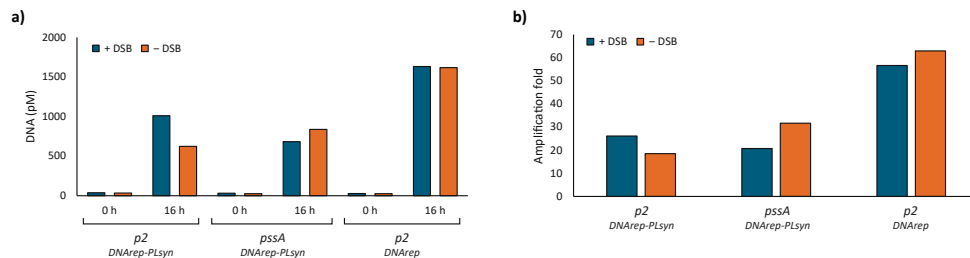 a)
+ DSB – DSB
DNA (pM)
2000
1500
1000
500
0
0 h 16 h 0 h 16 h 0 h 16 h
p2 pssA p2
DNArep-PLsyn DNArep-PLsyn DNArep
b)
+ DSB – DSB
Amplification fold
70
60
50
40
30
20
10
0
p2 pssA p2
DNArep-PLsyn DNArep-PLsyn DNArep